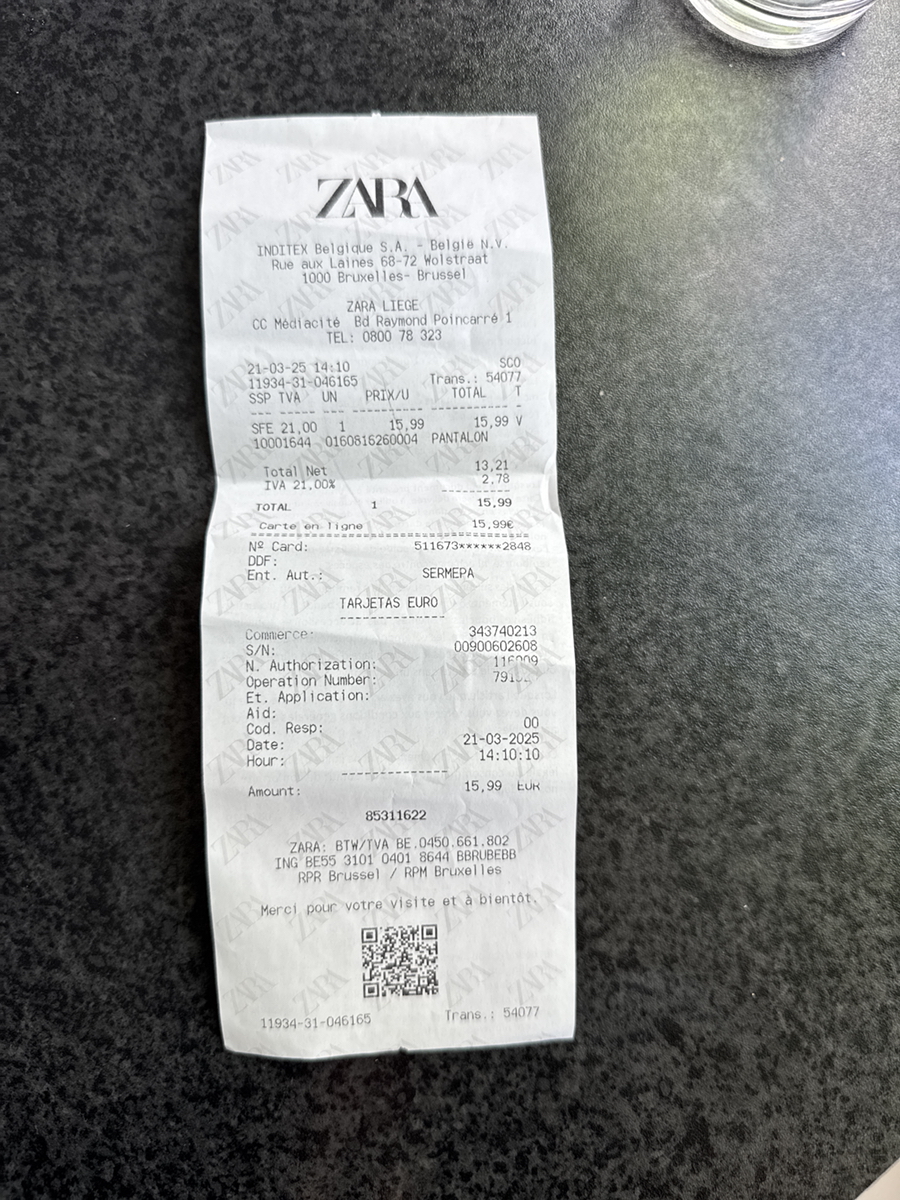 ZARA
INDITEX Belgique S.A. - België N.V.
Rue aux Laines 68-72 Wolstraat
1000 Bruxelles- Brussel
ZARA LIEGE
CC Médiacité Bd Raymond Poincarré 1
TEL: 0800 78 323
21-03-25 14:10 SCO
11934-31-046165 Trans.: 54077
SSP TVA UN PRIX/U TOTAL T
SFE 21,00 1 15,99 15,99 V
10001644 0160816260004 PANTALON
Total Net 13,21
IVA 21,00% 2,78
TOTAL 1 15,99
Carte en ligne 15,99€
Nº Card: 511673******2848
DDF:
Ent. Aut.: SERMEPA
TARJETAS EURO
Commerce: 343740213
S/N: 00900602608
N. Authorization:
Operation Number:
Et. Application:
Aid:
Cod. Resp: 00
Date: 21-03-2025
Hour: 14:10:10
Amount: 15,99 EUR
85311622
ZARA: BTW/TVA BE.0450.661.802
ING BE55 3101 0401 8644 BBRUBEBB
RPR Brussel / RPM Bruxelles
Merci pour votre visite et à bientôt.
11934-31-046165 Trans.: 54077